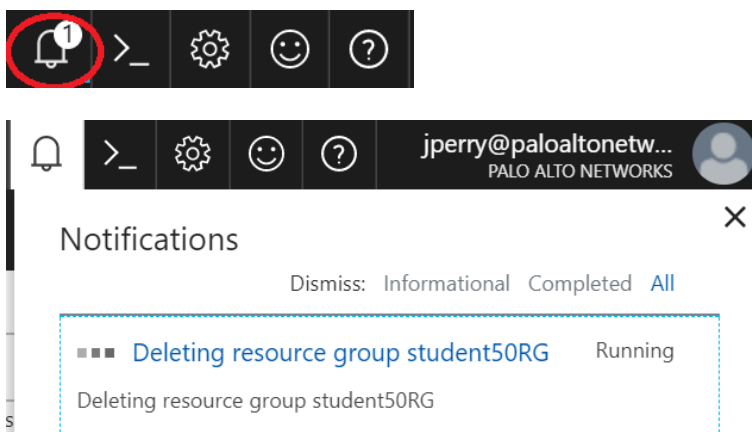 1
jperry@paloaltonetw...
PALO ALTO NETWORKS
Notifications
Dismiss: Informational Completed All
Deleting resource group student50RG Running
Deleting resource group student50RG
s